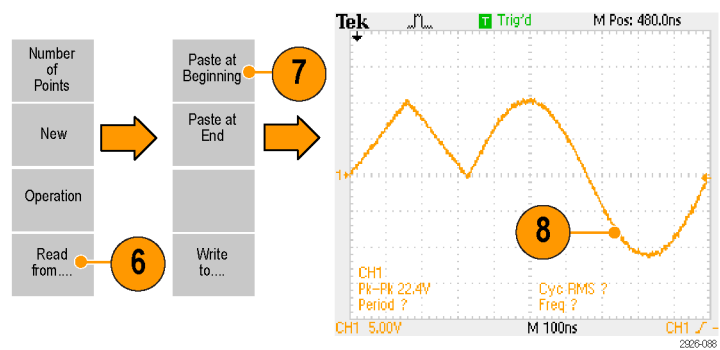 Number
of
Points
New
Operation
Read
from....
6
Paste at
Beginning
7
Paste at
End
Write
to....
Tek
T Trig'd
M Pos: 480.0ns
1
8
CH1
Pk-Pk 22.4V
Period ?
Cyc RMS ?
Freq ?
CH1 5.00V
M 100ns
CH1
2926-088